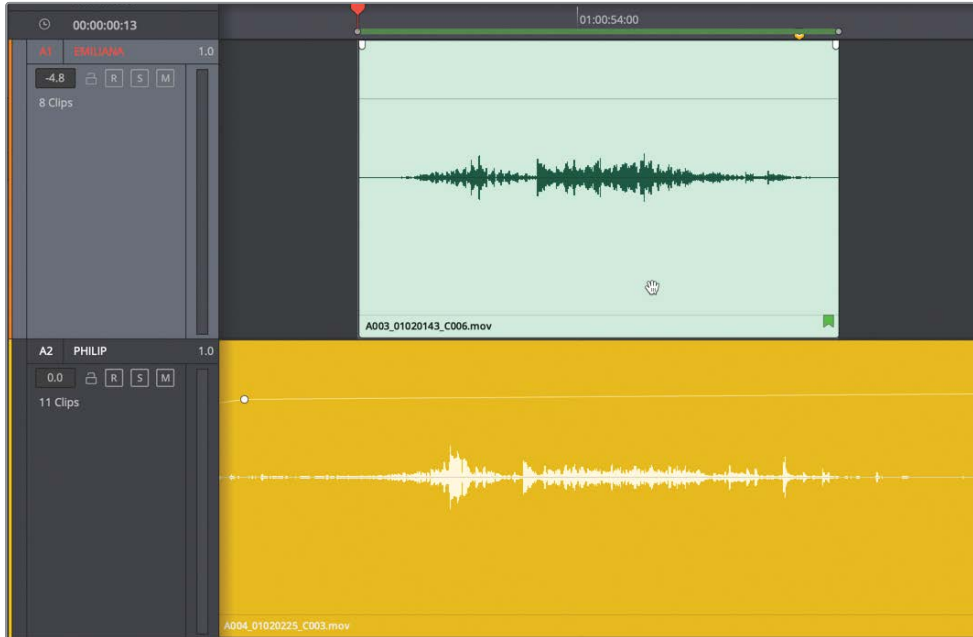 00:00:00:13
01:00:54:00
A1 EMILIANA 1.0
-4.8 R S M
8 Clips
A003_01020143_C006.mov
A2 PHILIP 1.0
0.0 R S M
11 Clips
A004_01020225_C003.mov